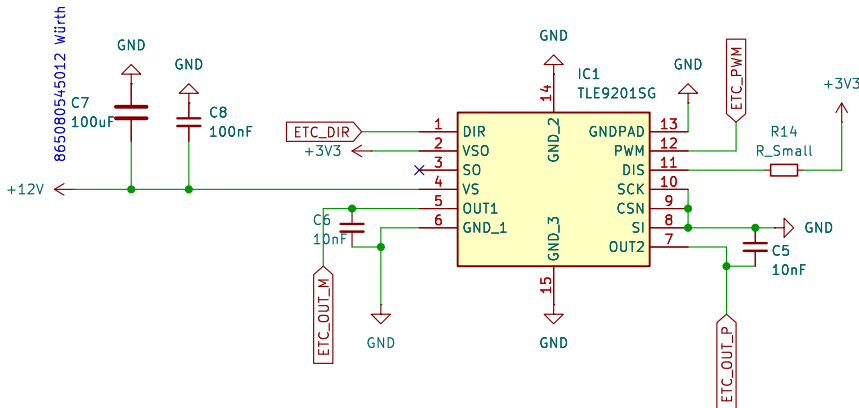 865080545012 Würth
GND
GND
C7
100uF
C8
100nF
+12V
ETC_DIR
+3V3
C6
10nF
ETC_OUT_M
GND
GND
14
IC1
TLE9201SG
1
2
3
4
5
6
DIR
VSO
SO
VS
OUT1
GND_1
GND_2
GND_3
GNDPAD
PWM
DIS
SCK
CSN
SI
OUT2
13
12
11
10
9
8
7
15
GND
GND
ETC_PWM
+3V3
R14
R_Small
GND
C5
10nF
ETC_OUT_P